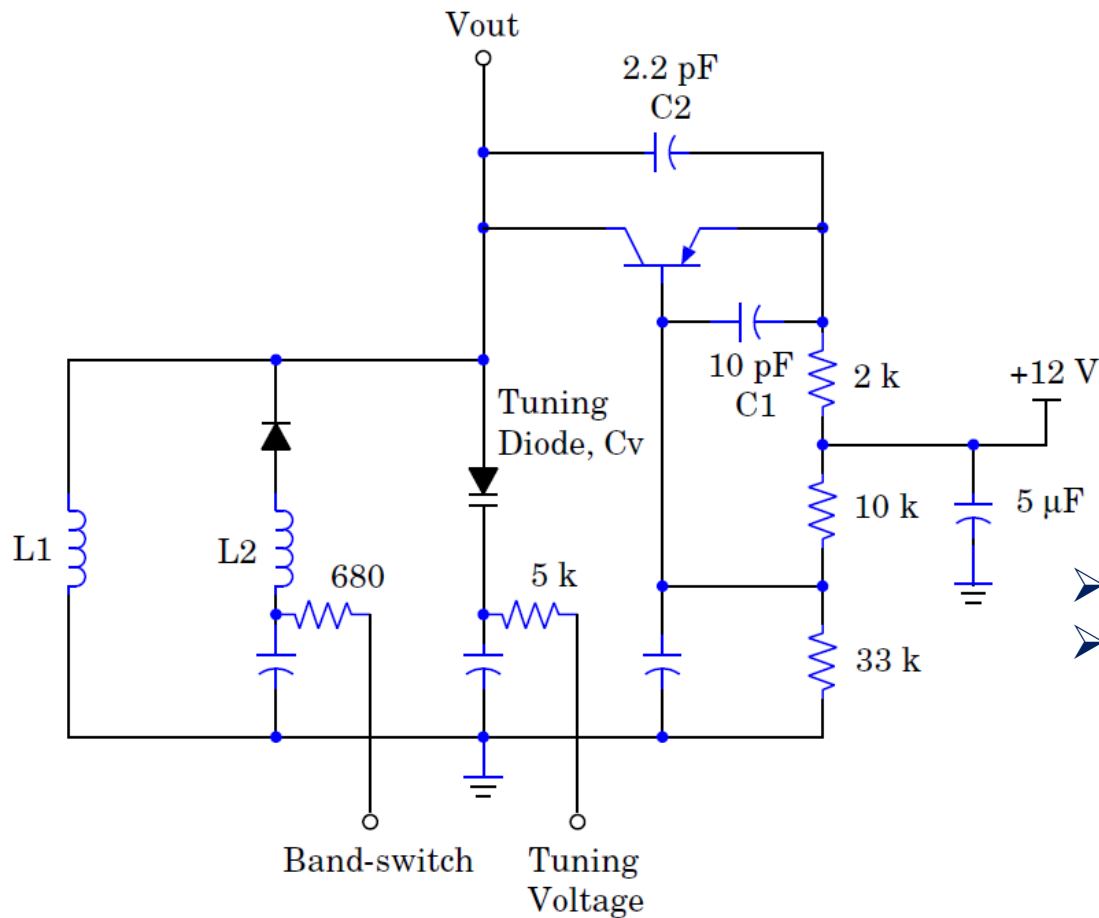 Vout
2.2 pF
C2
10 pF
C1
2 k
+12 V
Tuning
Diode, Cv
10 k
5 µF
L1
L2
680
5 k
33 k
Band-switch
Tuning
Voltage